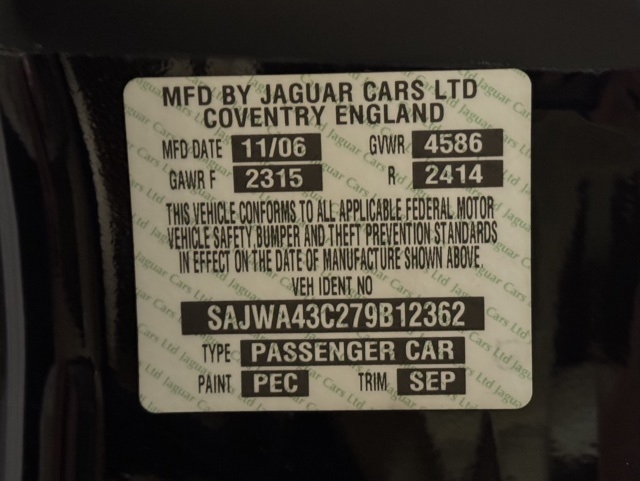 MFD BY JAGUAR CARS LTD
COVENTRY ENGLAND
MFD DATE 11/06 GVWR 4586
GAWR F 2315 R 2414
THIS VEHICLE CONFORMS TO ALL APPLICABLE FEDERAL MOTOR
VEHICLE SAFETY,BUMPER AND THEFT PREVENTION STANDARDS
IN EFFECT ON THE DATE OF MANUFACTURE SHOWN ABOVE.
VEH IDENT NO
SAJWA43C279B12362
TYPE PASSENGER CAR
PAINT PEC TRIM SEP